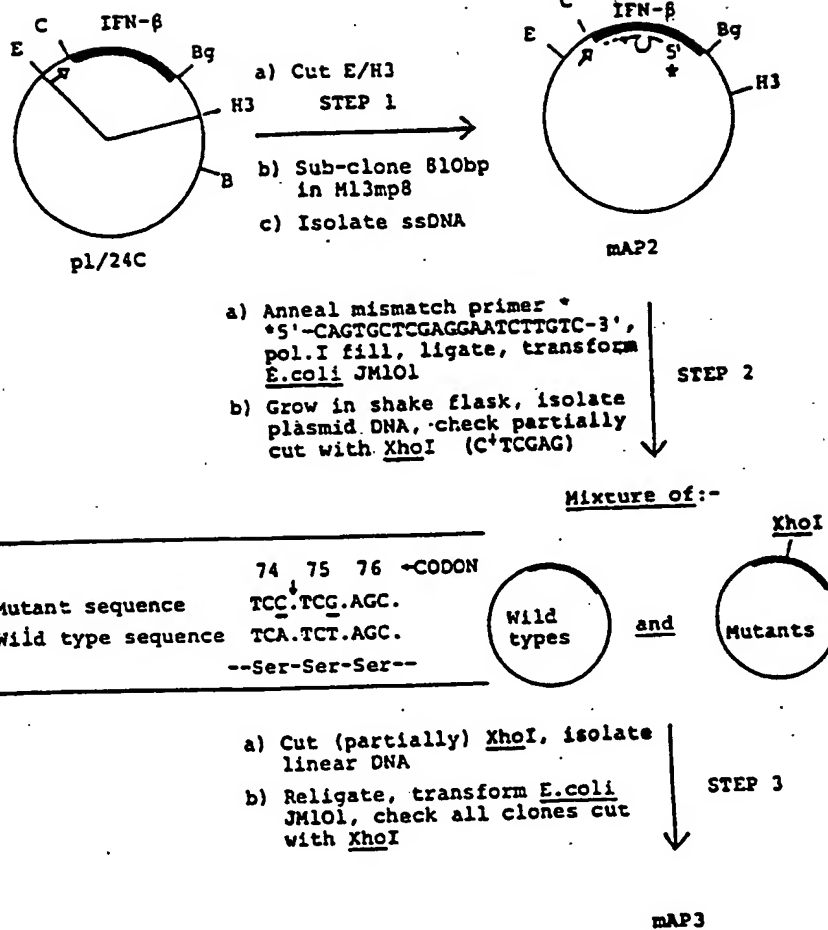 C IFN-β
E
Bg
H3
B
p1/24C
a) Cut E/H3
STEP 1
b) Sub-clone 810bp
in M13mp8
c) Isolate ssDNA
C IFN-β
E
Bg
5'
*
H3
mAP2
a) Anneal mismatch primer *
*5'-CAGTGCTCGAGGAATCTTGTC-3',
pol.I fill, ligate, transform
E.coli JM101
b) Grow in shake flask, isolate
plasmid DNA, check partially
cut with XhoI (C↓TCGAG)
STEP 2
Mixture of:-
XhoI
74 75 76 ←CODON
Mutant sequence TCC.↓TCG.AGC.
Wild type sequence TCA.TCT.AGC.
--Ser-Ser-Ser--
Wild
types
and
Mutants
a) Cut (partially) XhoI, isolate
linear DNA
b) Religate, transform E.coli
JM101, check all clones cut
with XhoI
STEP 3
mAP3